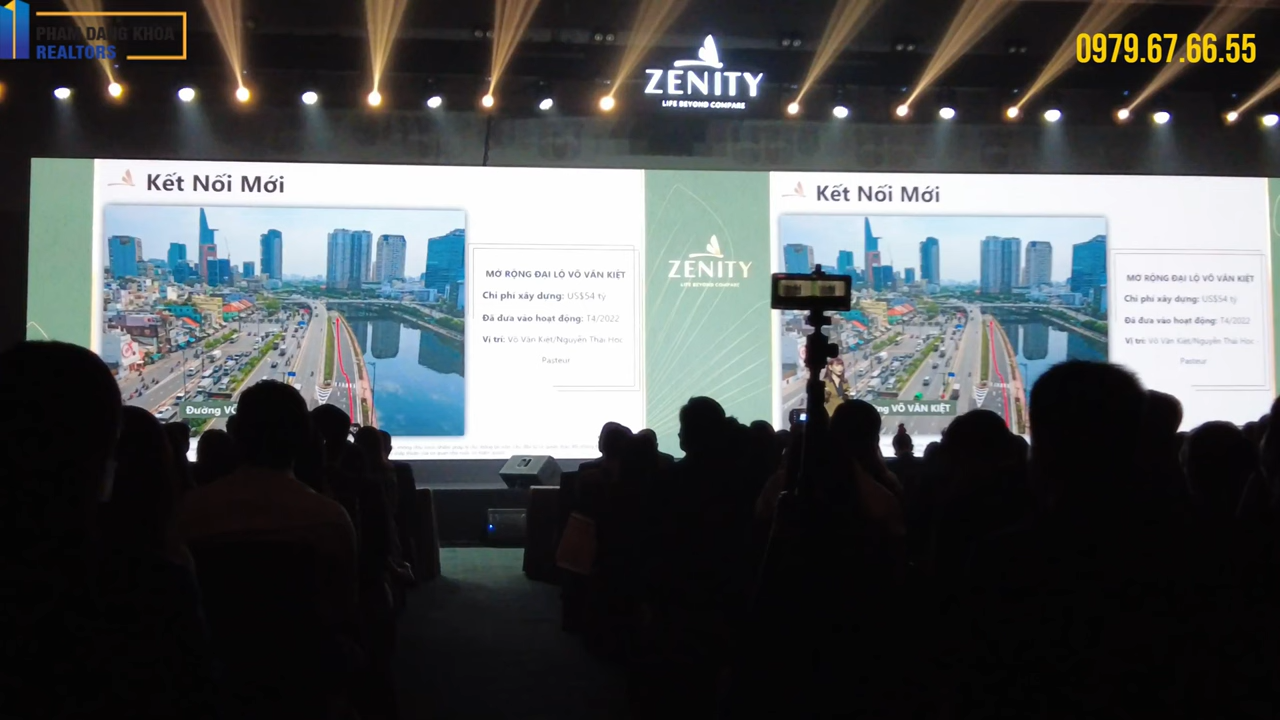 PHAM DANG KHOA
REALTORS
0979.67.66.55
ZENITY
LIFE BEYOND COMPARE
Kết Nối Mới
MỞ RỘNG ĐẠI LỘ VÕ VĂN KIỆT
Chi phí xây dựng: US$54 tỷ
Đã đưa vào hoạt động: T4/2022
Vị trí: Võ Văn Kiệt/Nguyễn Thái Học
Pasteur
Đường VÕ
ZENITY
LIFE BEYOND COMPARE
Kết Nối Mới
MỞ RỘNG ĐẠI LỘ VÕ VĂN KIỆT
Chi phí xây dựng: US$54 tỷ
Đã đưa vào hoạt động: T4/2022
Vị trí: Võ Văn Kiệt/Nguyễn Thái Học
Pasteur
ng VÕ VĂN KIỆT